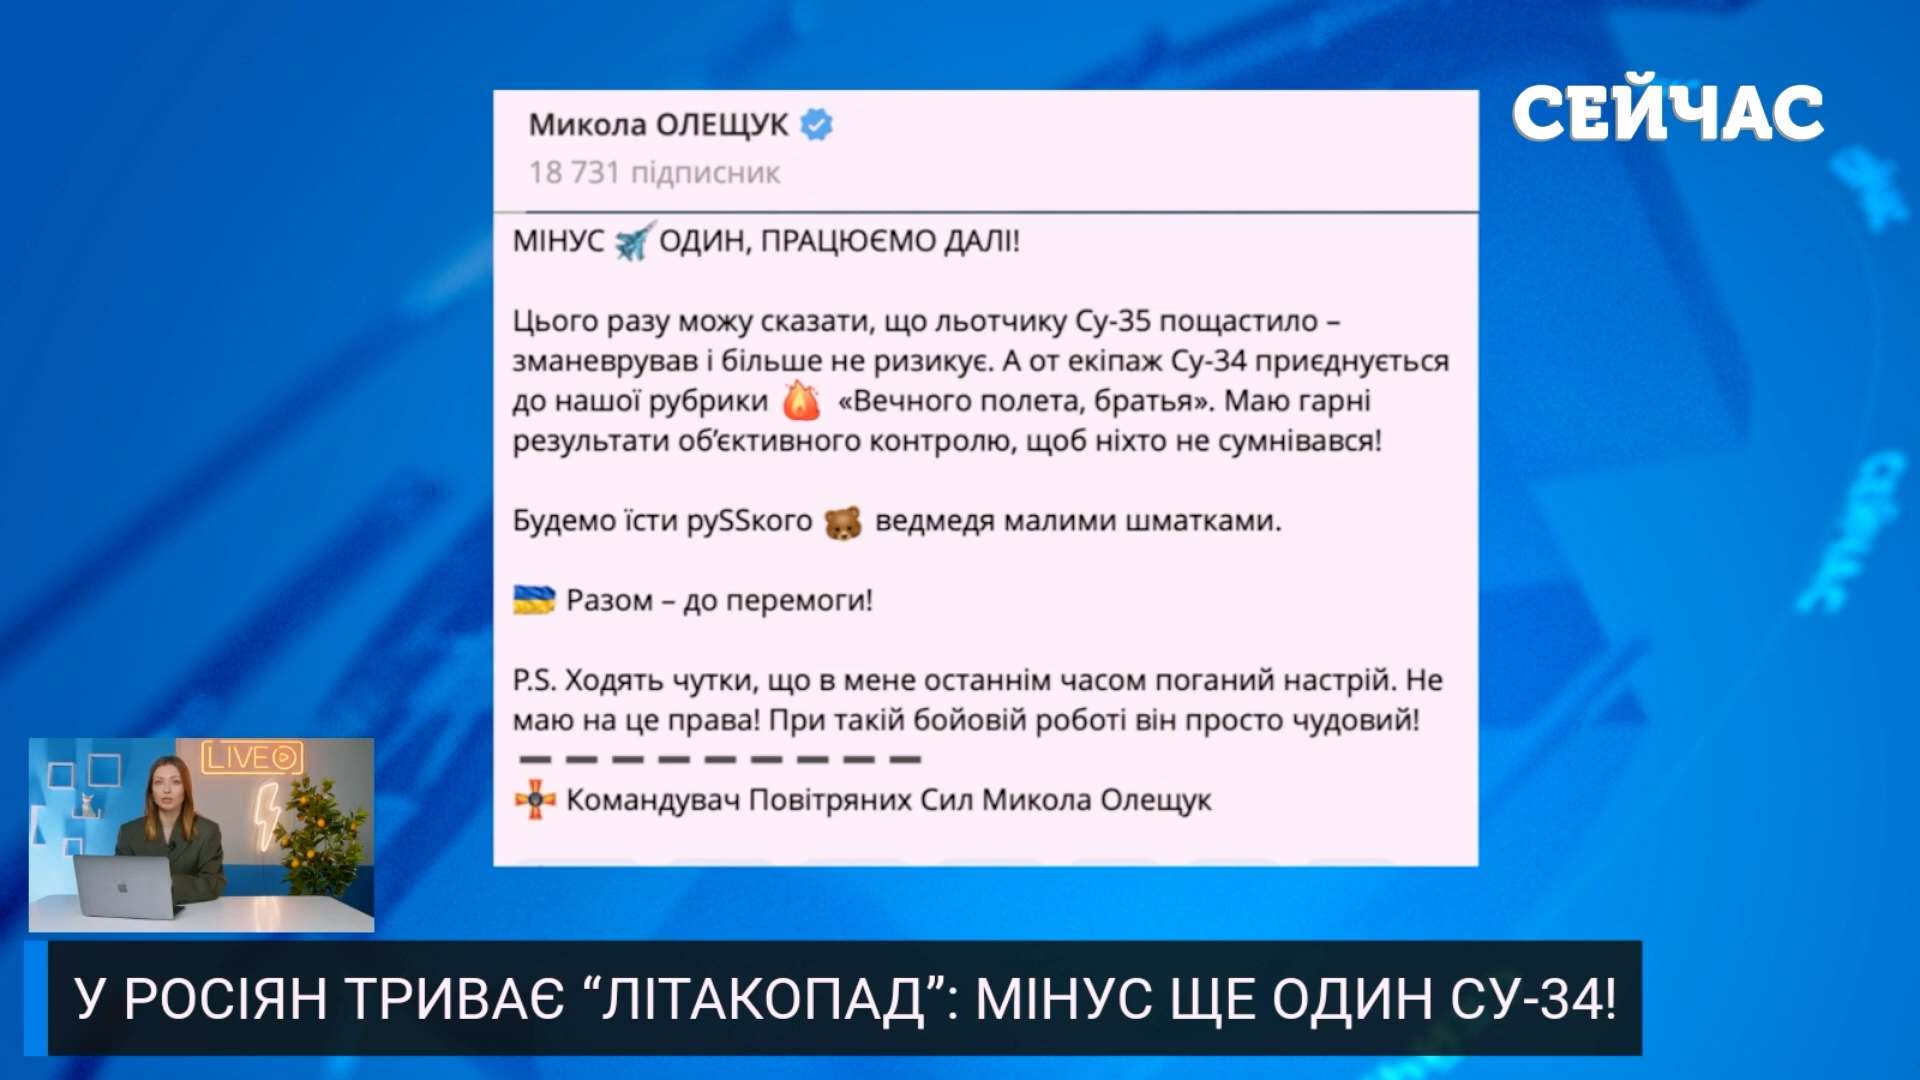 СЕЙЧАС
Микола ОЛЕЩУК
18 731 підписник
МІНУС ОДИН, ПРАЦЮЄМО ДАЛІ!
Цього разу можу сказати, що льотчику Су-35 пощастило –
зманеврував і більше не ризикує. А от екіпаж Су-34 приєднується
до нашої рубрики «Вечного полета, братья». Маю гарні
результати об’єктивного контролю, щоб ніхто не сумнівався!
Будемо їсти руSSкого ведмедя малими шматками.
Разом – до перемоги!
P.S. Ходять чутки, що в мене останнім часом поганий настрій. Не
маю на це права! При такій бойовій роботі він просто чудовий!
Командувач Повітряних Сил Микола Олещук
LIVE
У РОСІЯН ТРИВАЄ “ЛІТАКОПАД”: МІНУС ЩЕ ОДИН СУ-34!